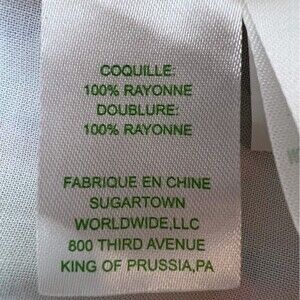 COQUILLE:
100% RAYONNE
DOUBLURE:
100% RAYONNE
FABRIQUE EN CHINE
SUGARTOWN
WORLDWIDE,LLC
800 THIRD AVENUE
KING OF PRUSSIA,PA